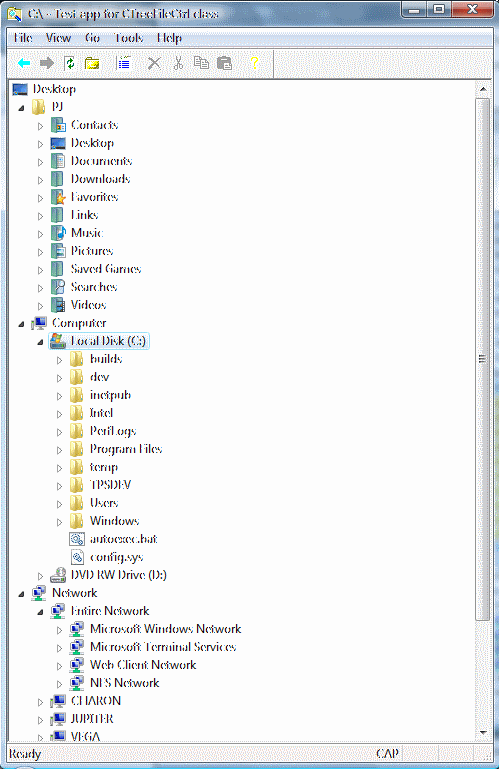 C:\ - Test app for CTreeFileCtrl class
File View Go Tools Help
Desktop
PJ
Contacts
Desktop
Documents
Downloads
Favorites
Links
Music
Pictures
Saved Games
Searches
Videos
Computer
Local Disk (C:)
builds
dev
inetpub
Intel
PerfLogs
Program Files
temp
TPSDEV
Users
Windows
autoexec.bat
config.sys
DVD RW Drive (D:)
Network
Entire Network
Microsoft Windows Network
Microsoft Terminal Services
Web Client Network
NFS Network
CHARON
JUPITER
VEGA
Ready CAP